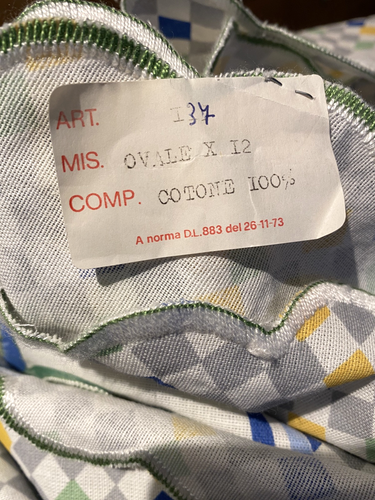 ART. 137
MIS. OVALE X 12
COMP. COTONE 100%
A norma D.L.883 del 26-11-73